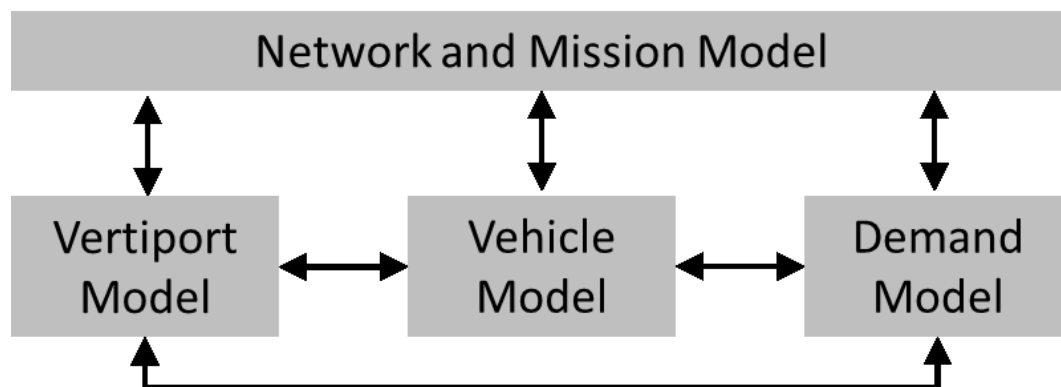 Network and Mission Model
Vertiport
Model
Vehicle
Model
Demand
Model